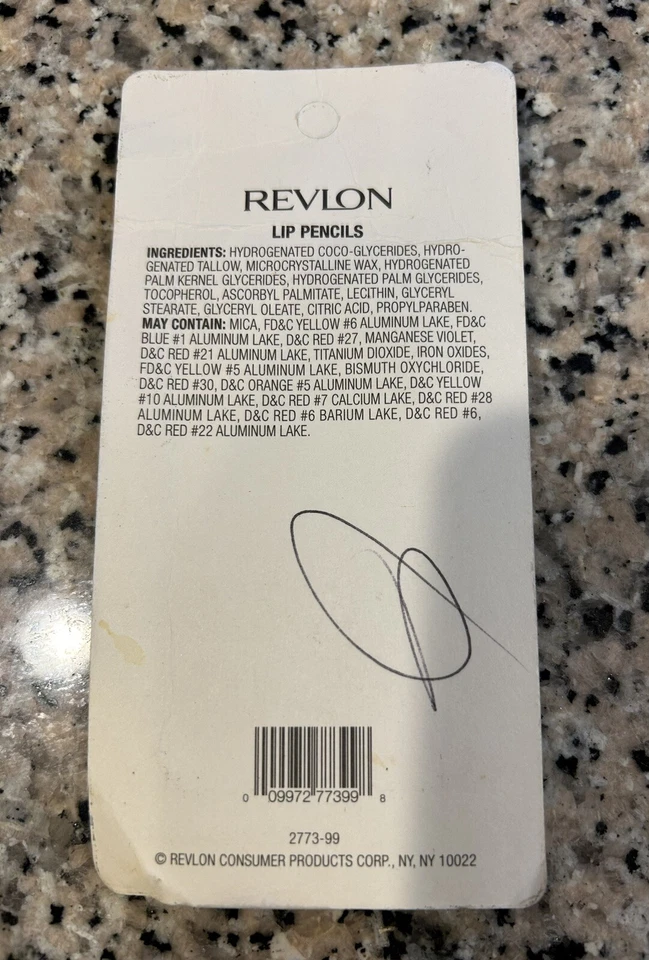 REVLON
LIP PENCILS
INGREDIENTS: HYDROGENATED COCO-GLYCERIDES, HYDRO-
GENATED TALLOW, MICROCRYSTALLINE WAX, HYDROGENATED
PALM KERNEL GLYCERIDES, HYDROGENATED PALM GLYCERIDES,
TOCOPHEROL, ASCORBYL PALMITATE, LECITHIN, GLYCERYL
STEARATE, GLYCERYL OLEATE, CITRIC ACID, PROPYLPARABEN.
MAY CONTAIN: MICA, FD&C YELLOW #6 ALUMINUM LAKE, FD&C
BLUE #1 ALUMINUM LAKE, D&C RED #27, MANGANESE VIOLET,
D&C RED #21 ALUMINUM LAKE, TITANIUM DIOXIDE, IRON OXIDES,
FD&C YELLOW #5 ALUMINUM LAKE, BISMUTH OXYCHLORIDE,
D&C RED #30, D&C ORANGE #5 ALUMINUM LAKE, D&C YELLOW
#10 ALUMINUM LAKE, D&C RED #7 CALCIUM LAKE, D&C RED #28
ALUMINUM LAKE, D&C RED #6 BARIUM LAKE, D&C RED #6,
D&C RED #22 ALUMINUM LAKE.
0 09972 77399 8
2773-99
© REVLON CONSUMER PRODUCTS CORP., NY, NY 10022